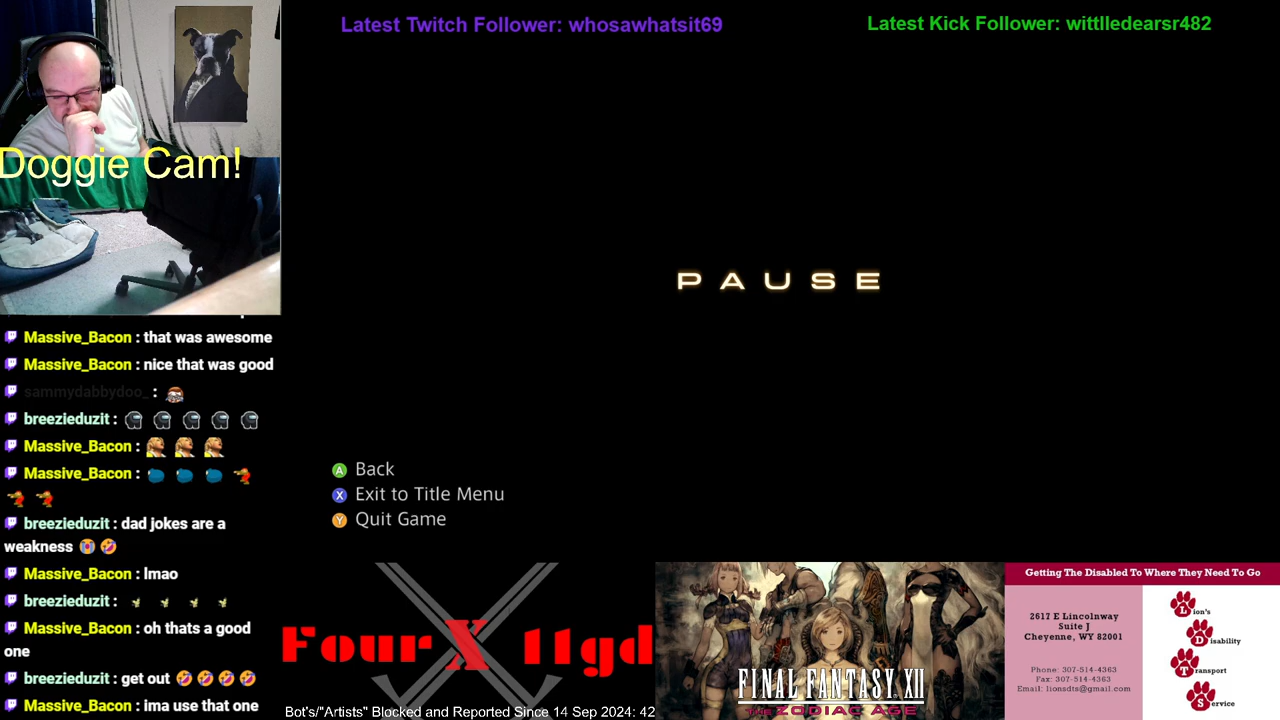 Latest Twitch Follower: whosawhatsit69
Latest Kick Follower: wittlledearsr482
Doggie Cam!
PAUSE
Massive_Bacon : that was awesome
Massive_Bacon : nice that was good
sammydabbydoo_ :
breezieduzit :
Massive_Bacon :
Massive_Bacon :
breezieduzit : dad jokes are a
weakness 😭 🤣
Massive_Bacon : lmao
breezieduzit :
Massive_Bacon : oh thats a good
one
breezieduzit : get out 🤣 🤣 🤣 🤣
Massive_Bacon : ima use that one
A Back
X Exit to Title Menu
Y Quit Game
Four X 11gd
Bot's/"Artists" Blocked and Reported Since 14 Sep 2024: 42
FINAL FANTASY XII
THE ZODIAC AGE
Getting The Disabled To Where They Need To Go
2617 E Lincolnway
Suite J
Cheyenne, WY 82001
Phone: 307-514-4363
Fax: 307-514-4363
Email: lionsdts@gmail.com
Lion's
Disability
Transport
Service